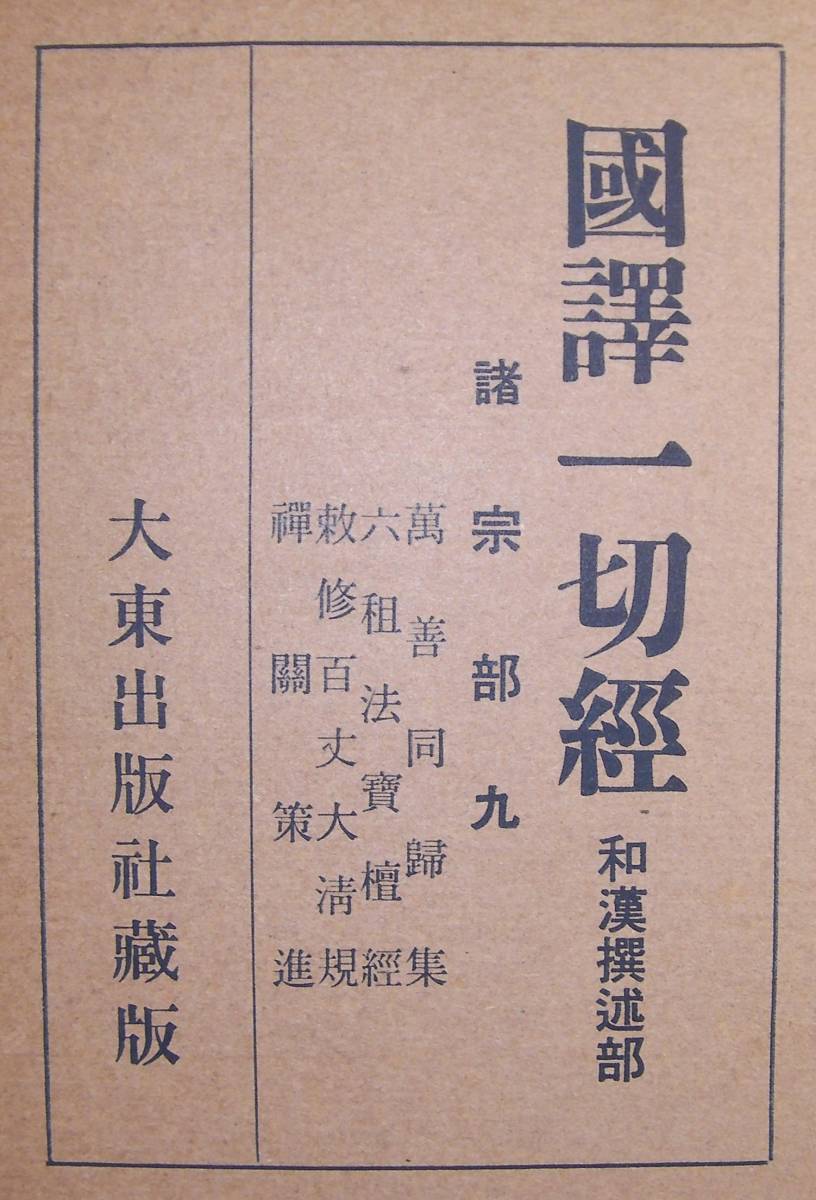 國譯一切經 和漢撰述部
諸宗部九
萬善同歸集
六租法寶檀經
敕修百丈大清規
禪關策進
大東出版社藏版